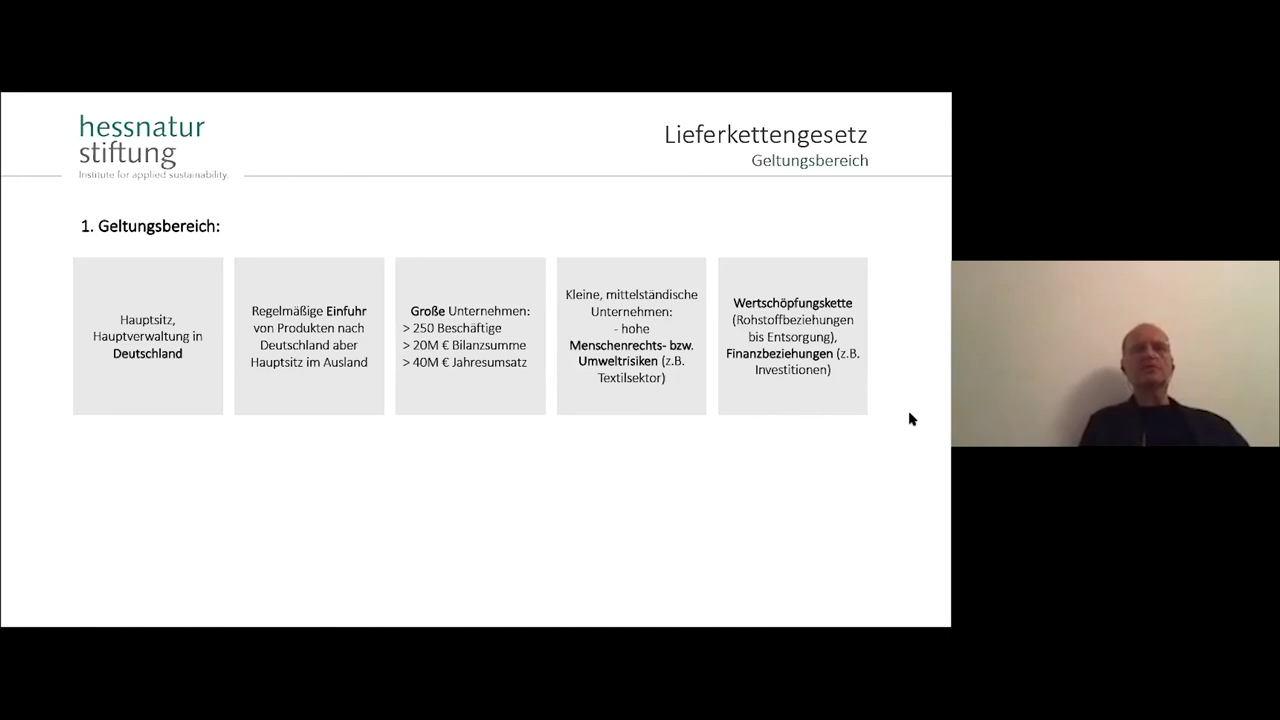 hessnatur
stiftung
Institute for applied sustainability.
Lieferkettengesetz
Geltungsbereich
1. Geltungsbereich:
Hauptsitz,
Hauptverwaltung in
Deutschland
Regelmäßige Einfuhr
von Produkten nach
Deutschland aber
Hauptsitz im Ausland
Große Unternehmen:
> 250 Beschäftige
> 20M € Bilanzsumme
> 40M € Jahresumsatz
Kleine, mittelständische
Unternehmen:
- hohe
Menschenrechts- bzw.
Umweltrisiken (z.B.
Textilsektor)
Wertschöpfungskette
(Rohstoffbeziehungen
bis Entsorgung),
Finanzbeziehungen (z.B.
Investitionen)